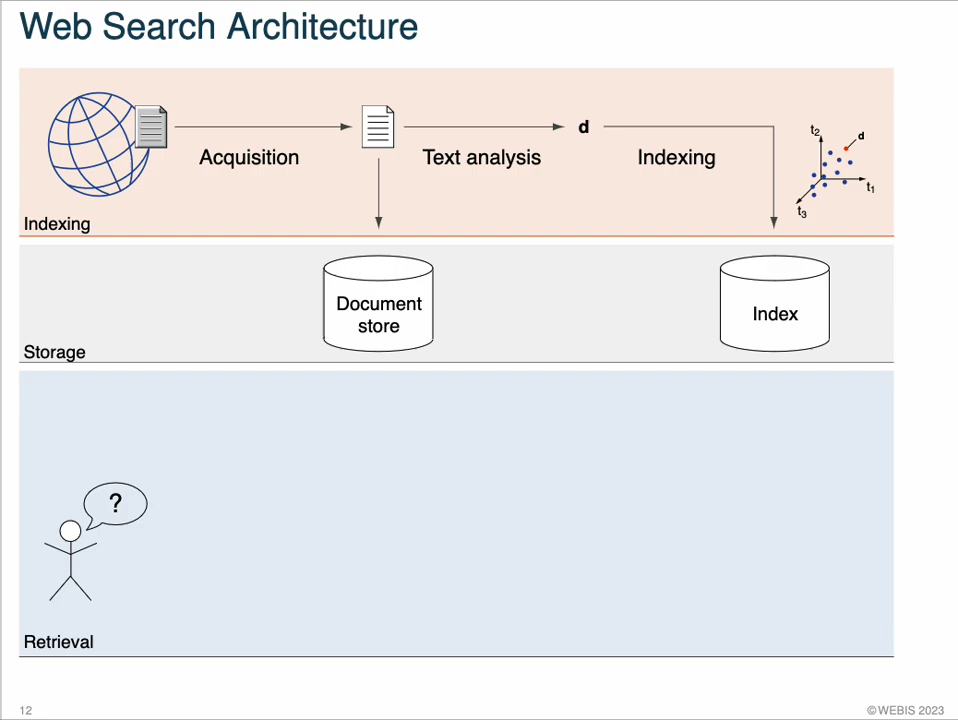 Web Search Architecture
Acquisition
Text analysis
d
Indexing
t2
d
t1
t3
Indexing
Document
store
Index
Storage
?
Retrieval
12
©WEBIS 2023